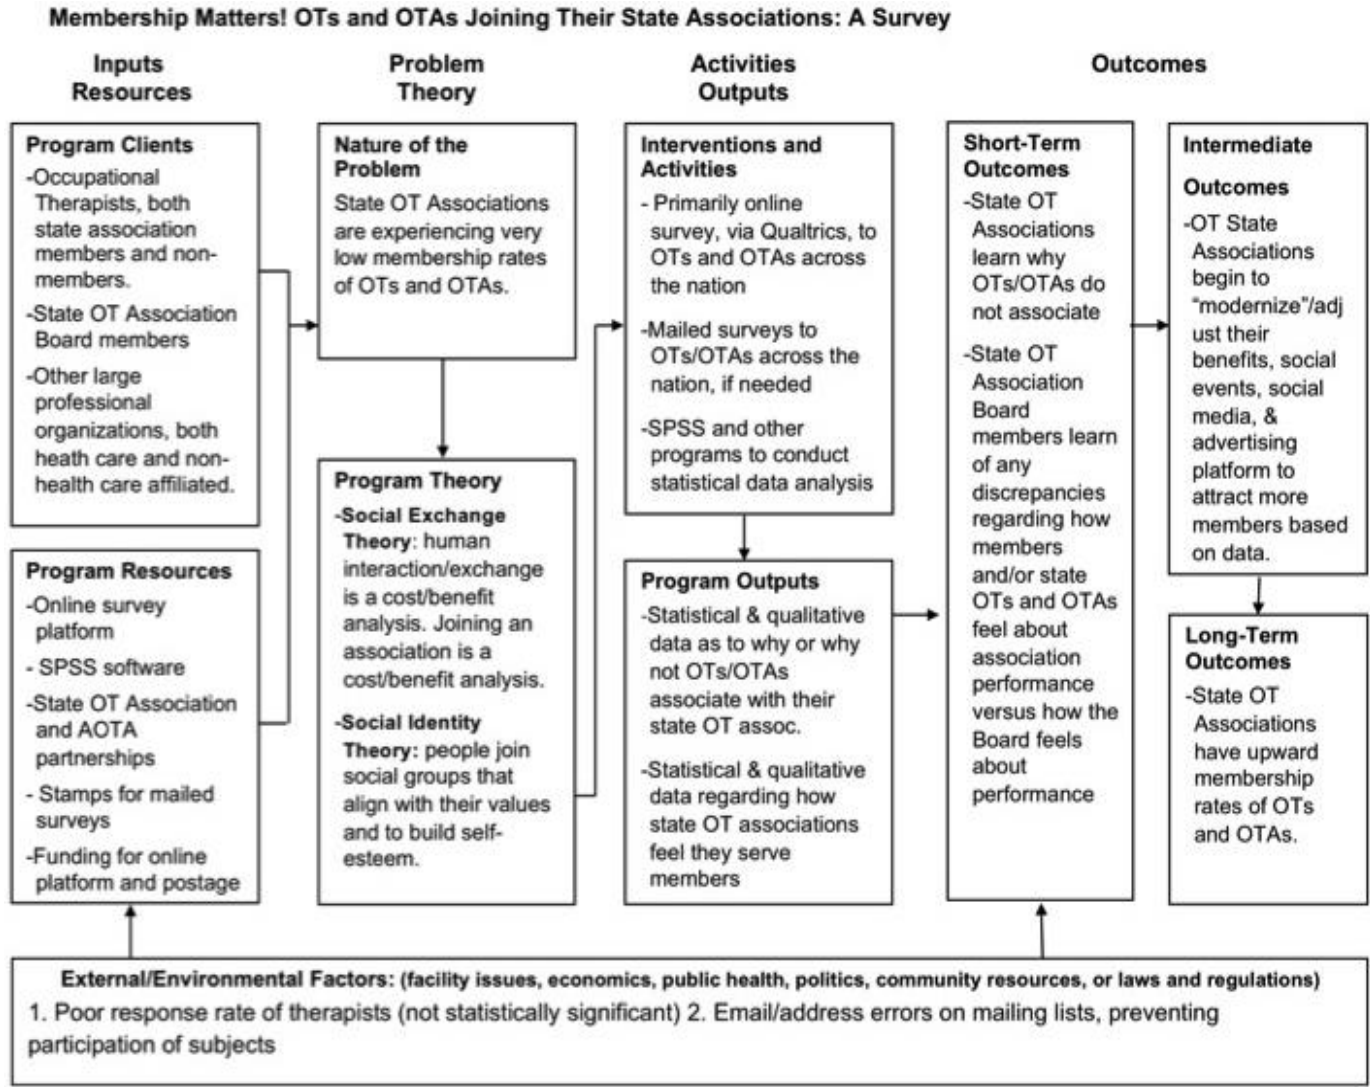 Membership Matters! OTs and OTAs Joining Their State Associations: A Survey
Inputs
Resources
Problem
Theory
Activities
Outputs
Outcomes
Program Clients
-Occupational
Therapists, both
state association
members and non-
members.
-State OT Association
Board members
-Other large
professional
organizations, both
heath care and non-
health care affiliated.
Program Resources
-Online survey
platform
- SPSS software
-State OT Association
and AOTA
partnerships
- Stamps for mailed
surveys
-Funding for online
platform and postage
Nature of the
Problem
State OT Associations
are experiencing very
low membership rates
of OTs and OTAs.
Program Theory
-Social Exchange
Theory: human
interaction/exchange
is a cost/benefit
analysis. Joining an
association is a
cost/benefit analysis.
-Social Identity
Theory: people join
social groups that
align with their values
and to build self-
esteem.
Interventions and
Activities
- Primarily online
survey, via Qualtrics, to
OTs and OTAs across
the nation
-Mailed surveys to
OTs/OTAs across the
nation, if needed
-SPSS and other
programs to conduct
statistical data analysis
Program Outputs
-Statistical & qualitative
data as to why or why
not OTs/OTAs
associate with their
state OT assoc.
-Statistical & qualitative
data regarding how
state OT associations
feel they serve
members
Short-Term
Outcomes
-State OT
Associations
learn why
OTs/OTAs do
not associate
-State OT
Association
Board
members learn
of any
discrepancies
regarding how
members
and/or state
OTs and OTAs
feel about
association
performance
versus how the
Board feels
about
performance
Intermediate
Outcomes
-OT State
Associations
begin to
“modernize”/adj
ust their
benefits, social
events, social
media, &
advertising
platform to
attract more
members based
on data.
Long-Term
Outcomes
-State OT
Associations
have upward
membership
rates of OTs
and OTAs.
External/Environmental Factors: (facility issues, economics, public health, politics, community resources, or laws and regulations)
1. Poor response rate of therapists (not statistically significant) 2. Email/address errors on mailing lists, preventing
participation of subjects